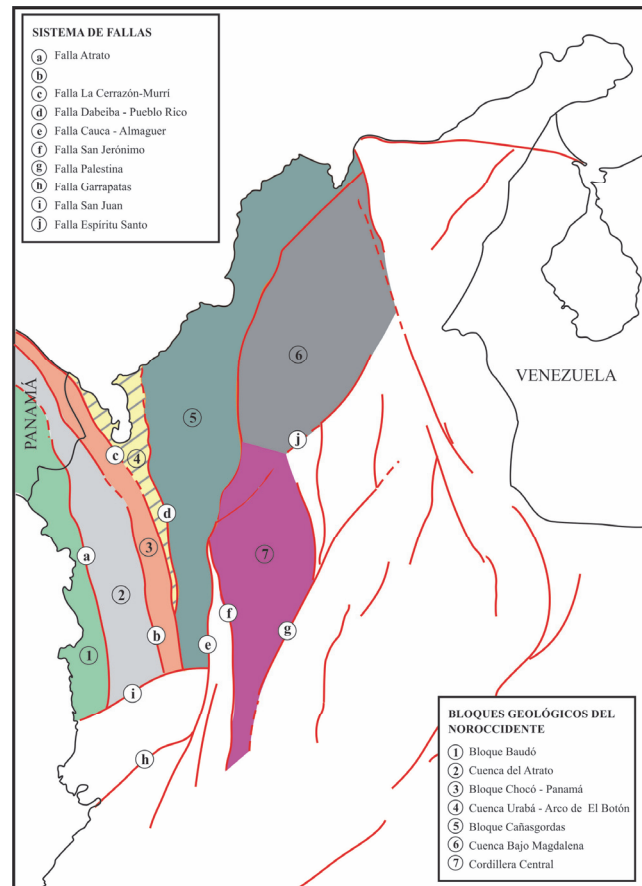 SISTEMA DE FALLAS
a Falla Atrato
b
c Falla La Cerrazón-Murrí
d Falla Dabeiba - Pueblo Rico
e Falla Cauca - Almaguer
f Falla San Jerónimo
g Falla Palestina
h Falla Garrapatas
i Falla San Juan
j Falla Espíritu Santo
PANAMÁ
VENEZUELA
6
5
j
c
4
d
3
a
7
2
f
b
g
e
1
i
h
BLOQUES GEOLÓGICOS DEL
NOROCCIDENTE
1 Bloque Baudó
2 Cuenca del Atrato
3 Bloque Chocó - Panamá
4 Cuenca Urabá - Arco de El Botón
5 Bloque Cañasgordas
6 Cuenca Bajo Magdalena
7 Cordillera Central